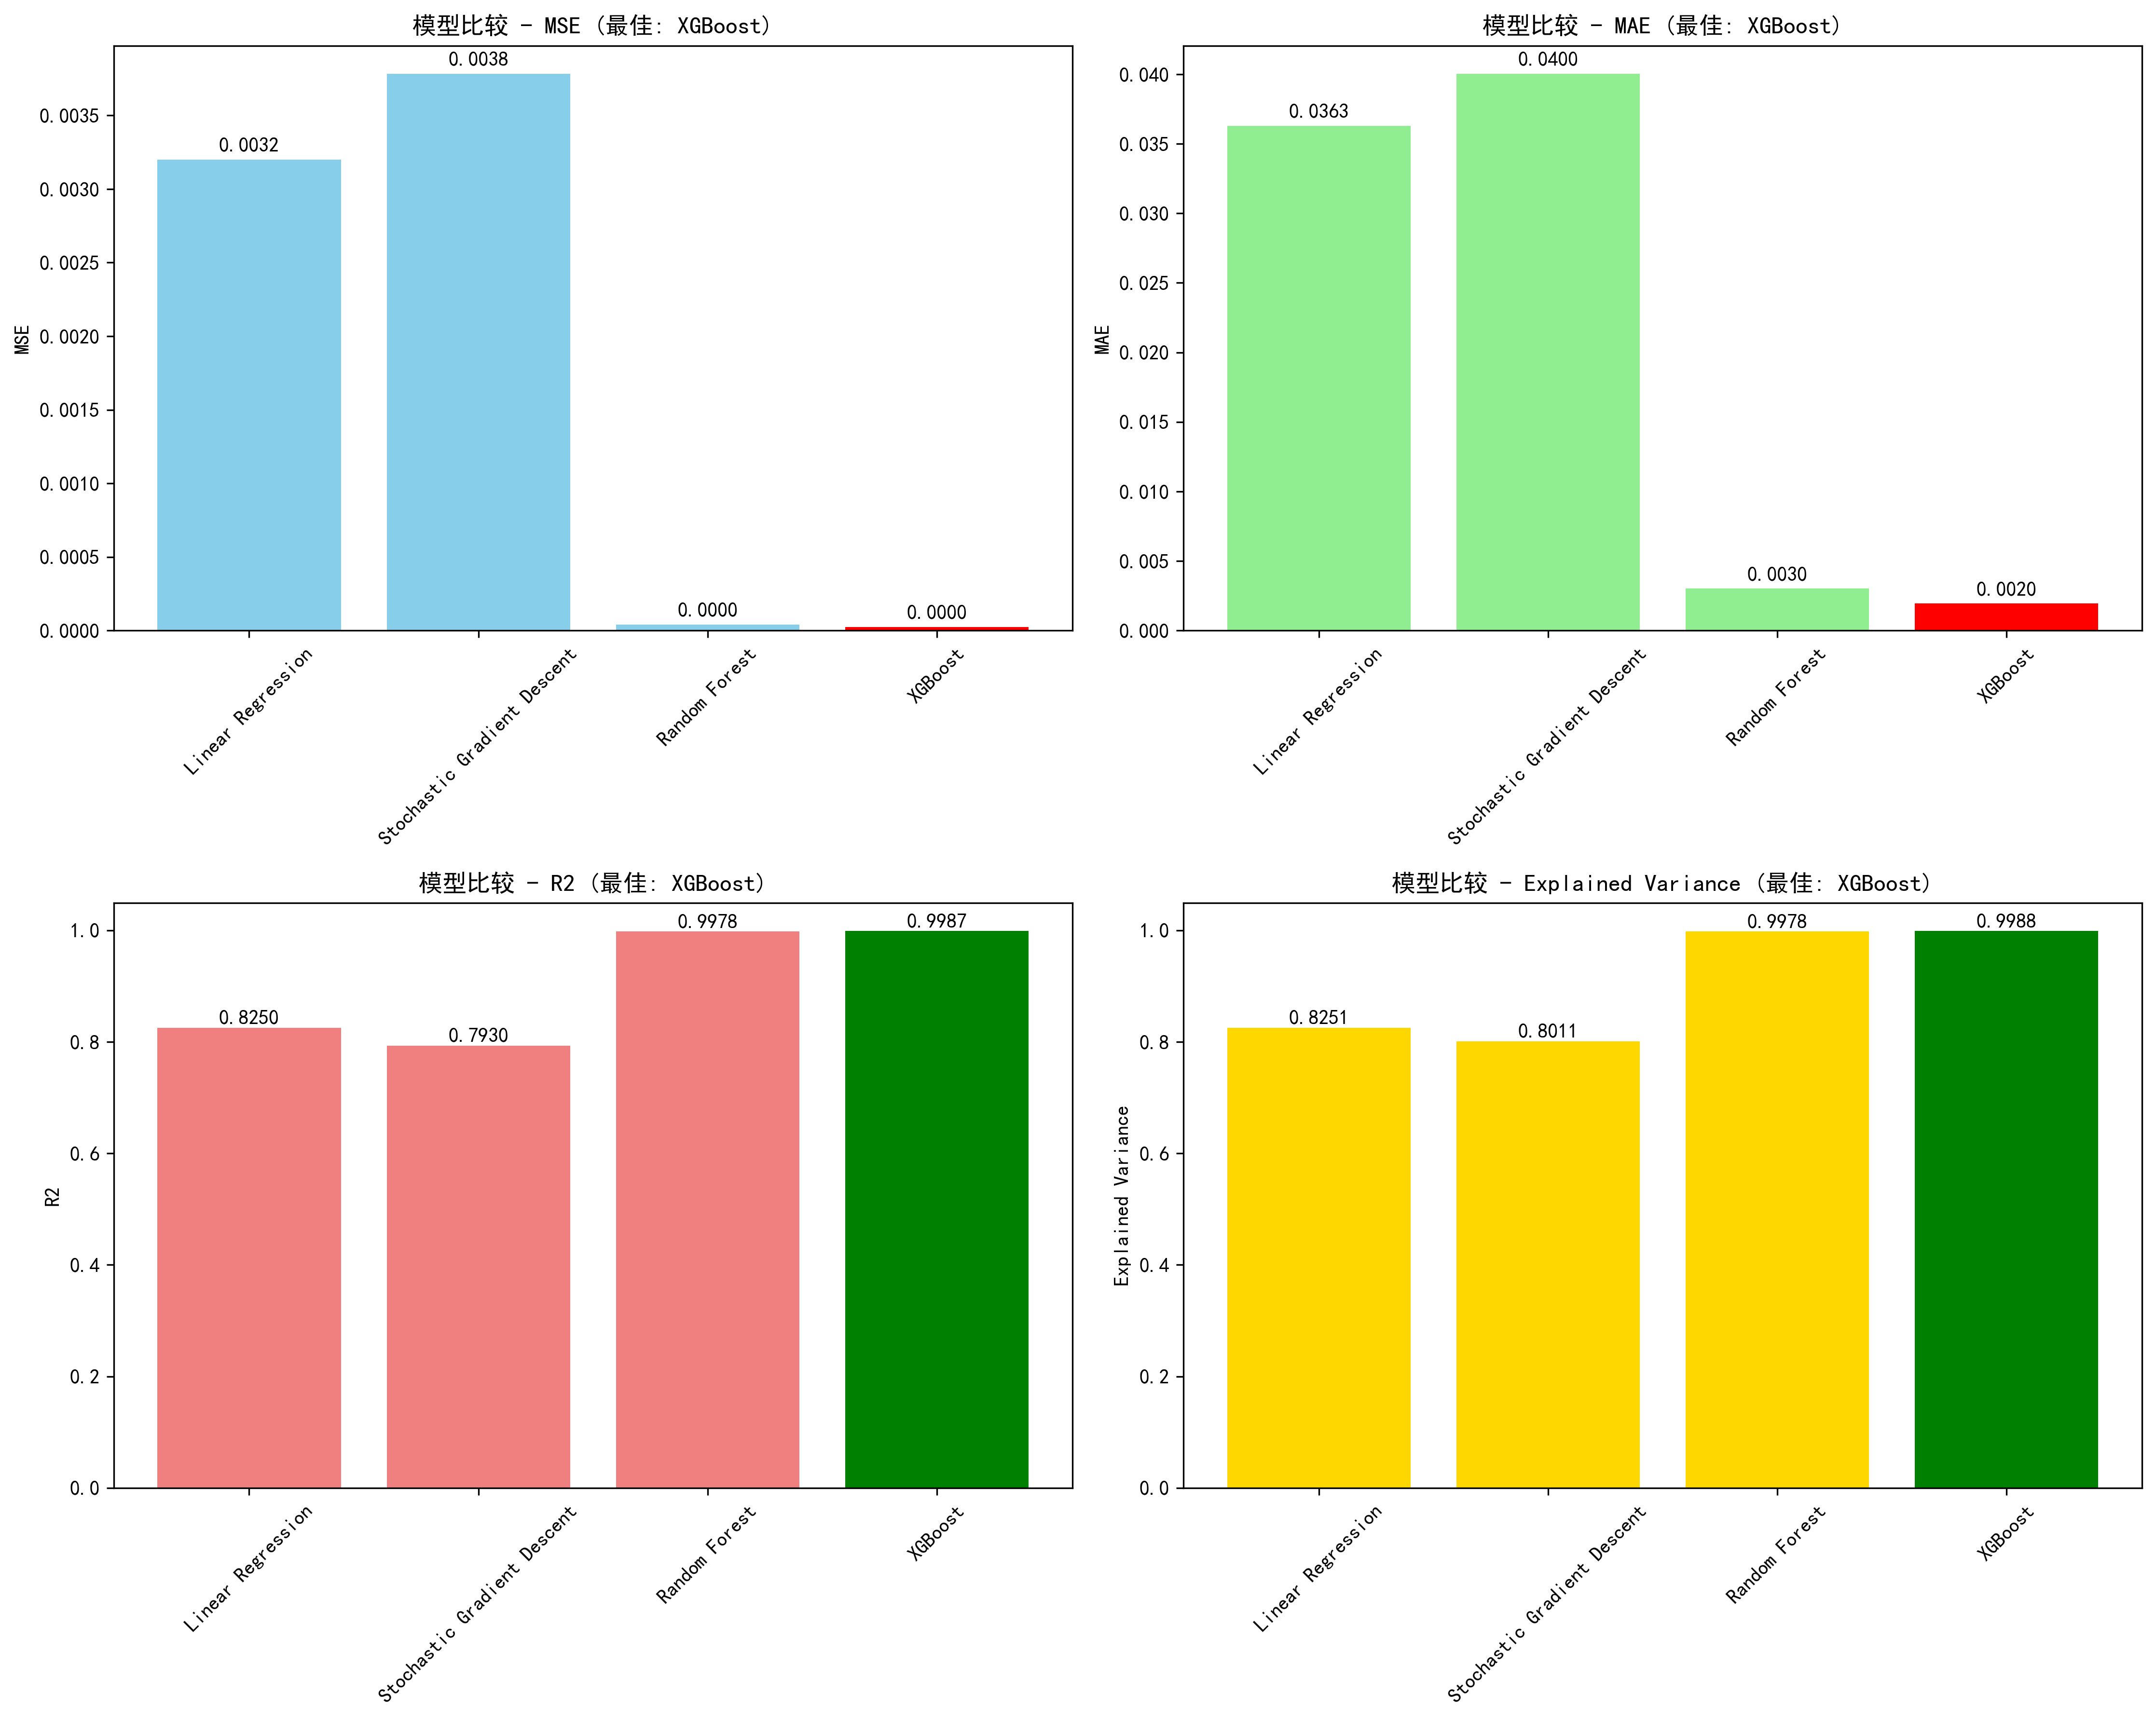 模型比较 - MSE (最佳: XGBoost)
MSE
0.0035
0.0030
0.0025
0.0020
0.0015
0.0010
0.0005
0.0000
0.0032
0.0038
0.0000
0.0000
Linear Regression
Stochastic Gradient Descent
Random Forest
XGBoost
模型比较 - MAE (最佳: XGBoost)
MAE
0.040
0.035
0.030
0.025
0.020
0.015
0.010
0.005
0.000
0.0363
0.0400
0.0030
0.0020
Linear Regression
Stochastic Gradient Descent
Random Forest
XGBoost
模型比较 - R2 (最佳: XGBoost)
R2
1.0
0.8
0.6
0.4
0.2
0.0
0.8250
0.7930
0.9978
0.9987
Linear Regression
Stochastic Gradient Descent
Random Forest
XGBoost
模型比较 - Explained Variance (最佳: XGBoost)
Explained Variance
1.0
0.8
0.6
0.4
0.2
0.0
0.8251
0.8011
0.9978
0.9988
Linear Regression
Stochastic Gradient Descent
Random Forest
XGBoost